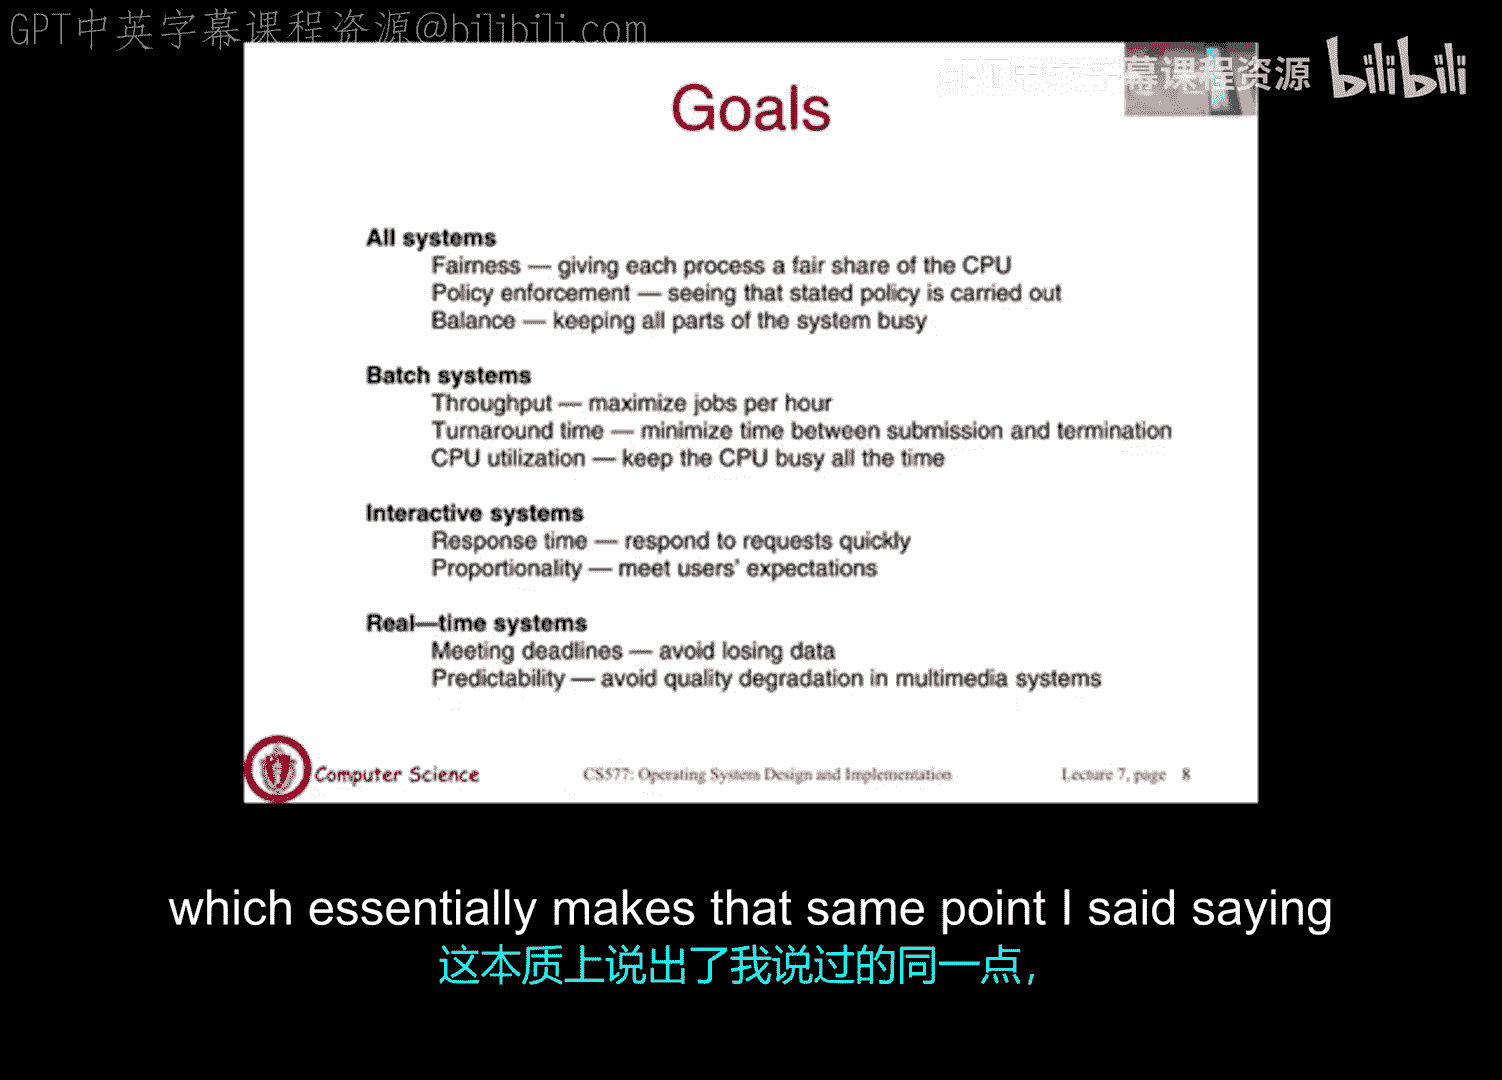 GPT中英字幕课程资源@bilibili.com
幕课程资源 bilibili
Goals
All systems
Fairness — giving each process a fair share of the CPU
Policy enforcement — seeing that stated policy is carried out
Balance — keeping all parts of the system busy
Batch systems
Throughput — maximize jobs per hour
Turnaround time — minimize time between submission and termination
CPU utilization — keep the CPU busy all the time
Interactive systems
Response time — respond to requests quickly
Proportionality — meet users' expectations
Real—time systems
Meeting deadlines — avoid losing data
Predictability — avoid quality degradation in multimedia systems
Computer Science CS577: Operating System Design and Implementation Lecture 7, page 8
which essentially makes that same point I said saying
这本质上说出了我说过的同一点，